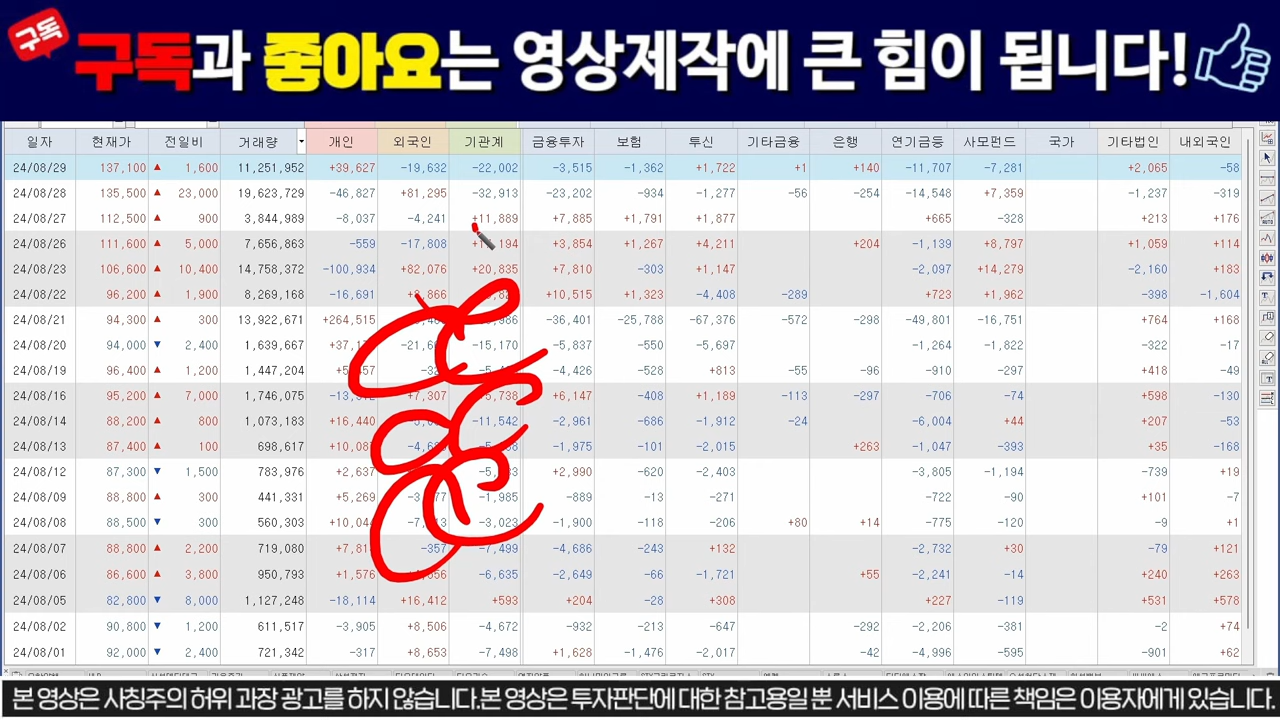 구독
구독과 좋아요는 영상제작에 큰 힘이 됩니다!
일자 현재가 전일비 거래량 개인 외국인 기관계 금융투자 보험 투신 기타금융 은행 연기금등 사모펀드 국가 기타법인 내외국인
24/08/29 137,100 ▲ 1,600 11,251,952 +39,627 -19,632 -22,002 -3,515 -1,362 +1,722 +1 +140 -11,707 -7,281 +2,065 -58
24/08/28 135,500 ▲ 23,000 19,623,729 -46,827 +81,295 -32,913 -23,202 -934 -1,277 -56 -254 -14,548 +7,359 -1,237 -319
24/08/27 112,500 ▲ 900 3,844,989 -8,037 -4,241 +11,889 +7,885 +1,791 +1,877 +665 -328 +213 +176
24/08/26 111,600 ▲ 5,000 7,656,863 -559 -17,808 +3,854 +1,267 +4,211 +204 -1,139 +8,797 +1,059 +114
24/08/23 106,600 ▲ 10,400 14,758,372 -100,934 +82,076 +20,835 +7,810 -303 +1,147 -2,097 +14,279 -2,160 +183
24/08/22 96,200 ▲ 1,900 8,269,168 -16,691 +10,515 +1,323 -4,408 -289 +723 +1,962 -398 -1,604
24/08/21 94,300 ▲ 300 13,922,671 +264,515 -36,401 -25,788 -67,376 -572 -298 -49,801 -16,751 +764 +168
24/08/20 94,000 ▼ 2,400 1,639,667 -15,170 -5,837 -550 -5,697 -1,264 -1,822 -322 -17
24/08/19 96,400 ▲ 1,200 1,447,204 -4,426 -528 +813 -55 -96 -910 -297 +418 -49
24/08/16 95,200 ▲ 7,000 1,746,075 +7,307 +6,147 -408 +1,189 -113 -297 -706 -74 +598 -130
24/08/14 88,200 ▲ 800 1,073,183 +16,440 -11,542 -2,961 -686 -1,912 -24 -6,004 +44 +207 -53
24/08/13 87,400 ▲ 100 698,617 -1,975 -101 -2,015 +263 -1,047 -393 +35 -168
24/08/12 87,300 ▼ 1,500 783,976 +2,637 +2,990 -620 -2,403 -3,805 -1,194 -739 +19
24/08/09 88,800 ▲ 300 441,331 +5,269 -1,985 -889 -13 -271 -722 -90 +101 -7
24/08/08 88,500 ▼ 300 560,303 -3,023 -1,900 -118 -206 +80 +14 -775 -120 -9 +1
24/08/07 88,800 ▲ 2,200 719,080 -357 -7,499 -4,686 -243 +132 -2,732 +30 -79 +121
24/08/06 86,600 ▲ 3,800 950,793 +1,576 -6,635 -2,649 -66 -1,721 +55 -2,241 -14 +240 +263
24/08/05 82,800 ▼ 8,000 1,127,248 -18,114 +16,412 +593 +204 -28 +308 +227 -119 +531 +578
24/08/02 90,800 ▼ 1,200 611,517 -3,905 +8,506 -4,672 -932 -213 -647 -292 -2,206 -381 -2 +74
24/08/01 92,000 ▼ 2,400 721,342 -317 +8,653 -7,498 +1,628 -1,476 -2,017 -42 -4,996 -595 -901 +62
본 영상은 사칭주의 허위 과장 광고를 하지 않습니다.본 영상은 투자판단에 대한 참고용일 뿐 서비스 이용에 따른 책임은 이용자에게 있습니다.